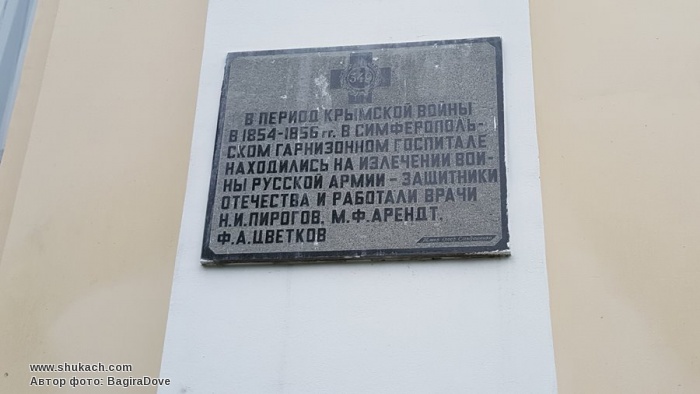 В ПЕРИОД КРЫМСКОЙ ВОЙНЫ
В 1854-1856 гг. В СИМФЕРОПОЛЬ-
СКОМ ГАРНИЗОННОМ ГОСПИТАЛЕ
НАХОДИЛИСЬ НА ИЗЛЕЧЕНИИ ВОИ-
НЫ РУССКОЙ АРМИИ - ЗАЩИТНИКИ
ОТЕЧЕСТВА И РАБОТАЛИ ВРАЧИ
Н.И.ПИРОГОВ, М.Ф.АРЕНДТ,
Ф.А.ЦВЕТКОВ
www.shukach.com
Автор фото: BagiraDove